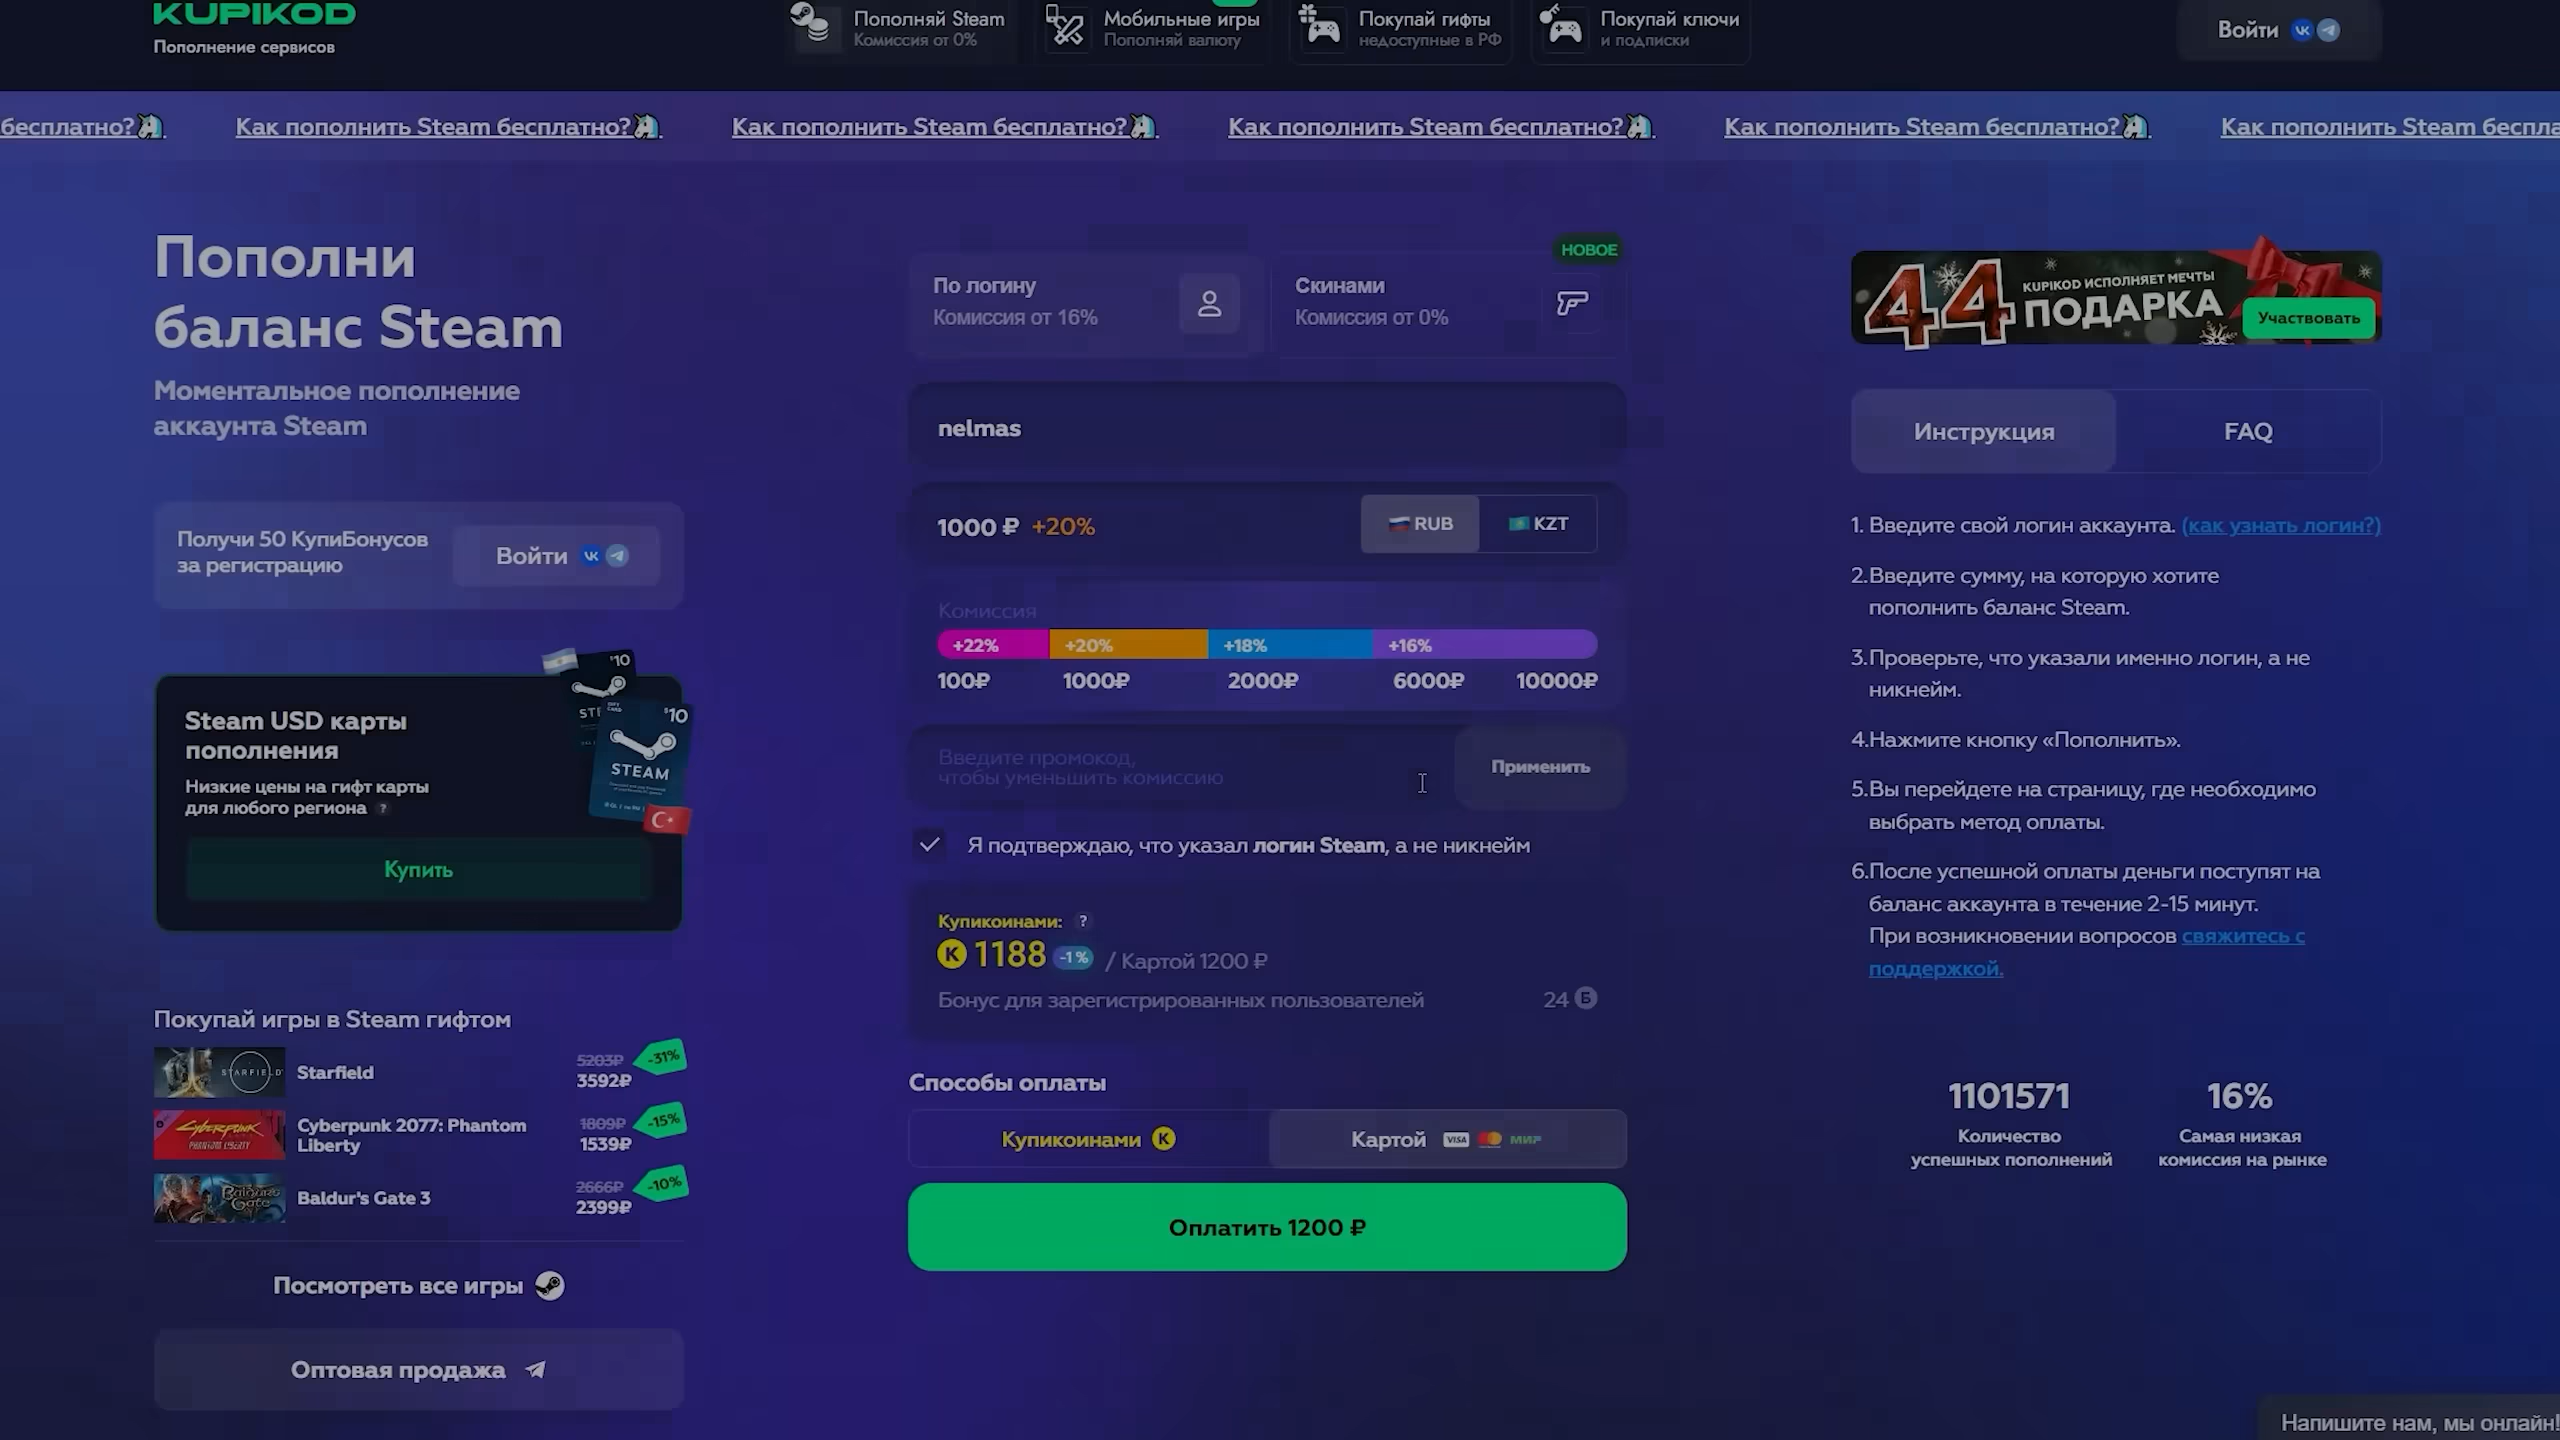 KUPIKOD
Пополнение сервисов
Пополняй Steam
Комиссия от 0%
Мобильные игры
Пополняй валюту
Покупай гифты
недоступные в РФ
Покупай ключи
и подписки
Войти
бесплатно? Как пополнить Steam бесплатно? Как пополнить Steam бесплатно? Как пополнить Steam бесплатно? Как пополнить Steam бесплатно? Как пополнить Steam беспла
Пополни
баланс Steam
Моментальное пополнение
аккаунта Steam
Получи 50 КупиБонусов
за регистрацию
Войти
$10
$10
STEAM
Steam USD карты
пополнения
Низкие цены на гифт карты
для любого региона ?
Купить
Покупай игры в Steam гифтом
STARFIELD
Starfield
5203₽
3592₽
-31%
Cyberpunk
PHANTOM LIBERTY
Cyberpunk 2077: Phantom
Liberty
1809₽
1539₽
-15%
Baldur's Gate
Baldur's Gate 3
2666₽
2399₽
-10%
Посмотреть все игры
Оптовая продажа
По логину
Комиссия от 16%
НОВОЕ
Скинами
Комиссия от 0%
nelmas
1000 ₽ +20%
RUB
KZT
Комиссия
+22% +20% +18% +16%
100₽ 1000₽ 2000₽ 6000₽ 10000₽
Введите промокод,
чтобы уменьшить комиссию
Применить
Я подтверждаю, что указал логин Steam, а не никнейм
Купикоинами: ?
K 1188 -1% / Картой 1200 ₽
Бонус для зарегистрированных пользователей 24 Б
Способы оплаты
Купикоинами K
Картой VISA МИР
Оплатить 1200 ₽
44
KUPIKOD ИСПОЛНЯЕТ МЕЧТЫ
ПОДАРКА
Участвовать
Инструкция
FAQ
1. Введите свой логин аккаунта. (как узнать логин?)
2.Введите сумму, на которую хотите
пополнить баланс Steam.
3.Проверьте, что указали именно логин, а не
никнейм.
4.Нажмите кнопку «Пополнить».
5.Вы перейдете на страницу, где необходимо
выбрать метод оплаты.
6.После успешной оплаты деньги поступят на
баланс аккаунта в течение 2-15 минут.
При возникновении вопросов свяжитесь с
поддержкой.
1101571
Количество
успешных пополнений
16%
Самая низкая
комиссия на рынке
Напишите нам, мы онлайн!